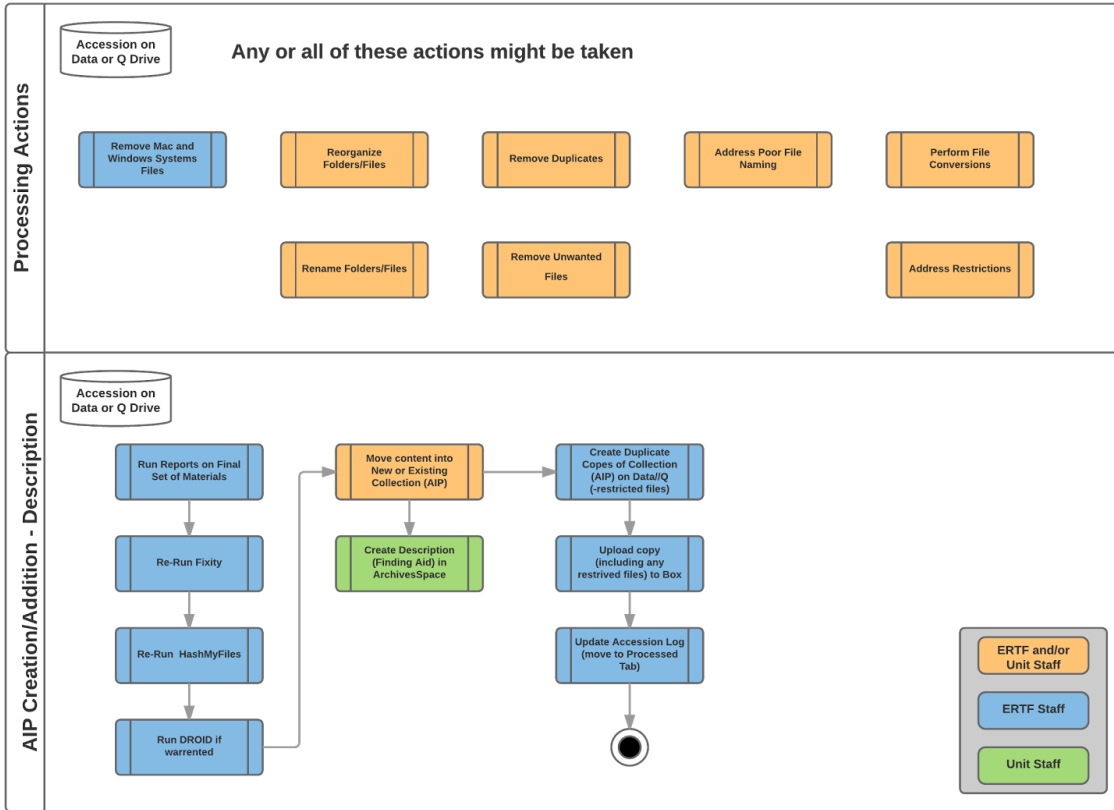 Processing Actions
Accession on
Data or Q Drive
Any or all of these actions might be taken
Remove Mac and
Windows Systems
Files
Reorganize
Folders/Files
Remove Duplicates
Address Poor File
Naming
Perform File
Conversions
Rename Folders/Files
Remove Unwanted
Files
Address Restrictions
AIP Creation/Addition - Description
Accession on
Data or Q Drive
Run Reports on Final
Set of Materials
Re-Run Fixity
Re-Run HashMyFiles
Run DROID if
warrented
Move content into
New or Existing
Collection (AIP)
Create Description
(Finding Aid) in
ArchivesSpace
Create Duplicate
Copes of Collection
(AIP) on Data//Q
(-restricted files)
Upload copy
(including any
restrived files) to Box
Update Accession Log
(move to Processed
Tab)
ERTF and/or
Unit Staff
ERTF Staff
Unit Staff